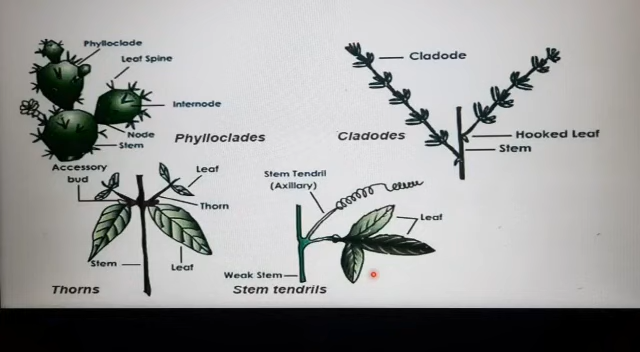 Phylloclade
Leaf Spine
Internode
Node
Stem
Phylloclades
Cladode
Cladodes
Hooked Leaf
Stem
Accessory
bud
Leaf
Thorn
Stem
Leaf
Thorns
Stem Tendril
(Axillary)
Leaf
Weak Stem
Stem tendrils